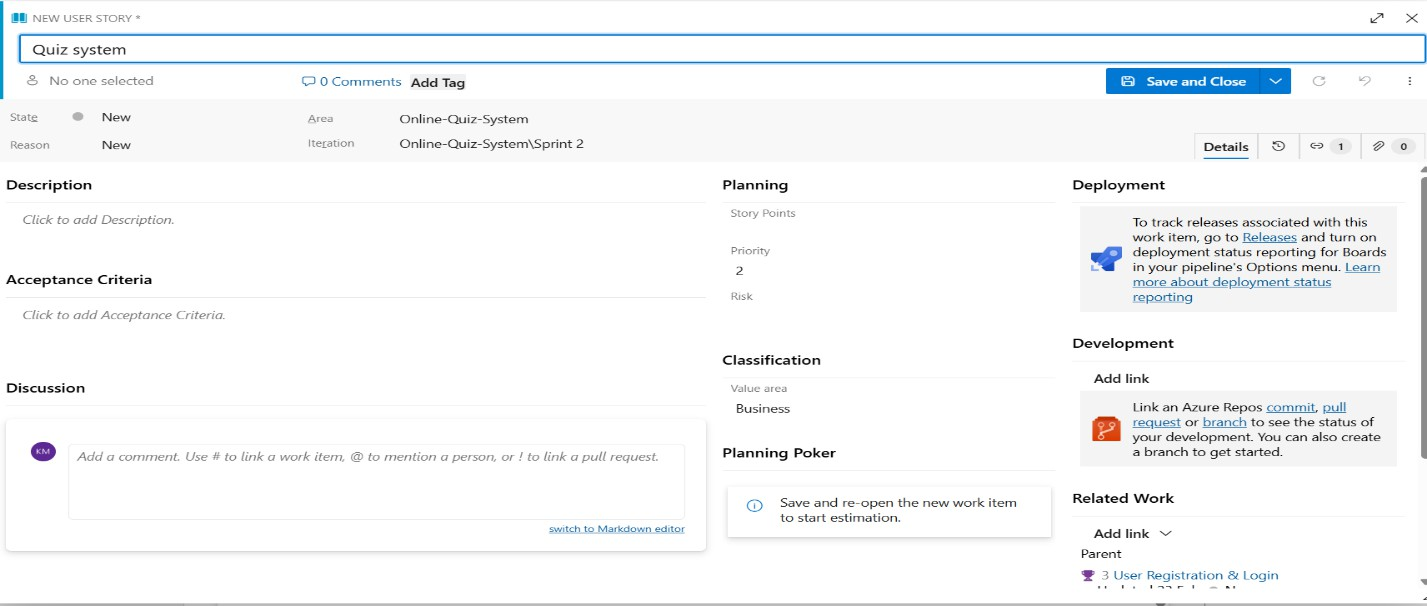 NEW USER STORY *
Quiz system
No one selected
0 Comments
Add Tag
Save and Close
State
New
Area
Online-Quiz-System
Reason
New
Iteration
Online-Quiz-System\Sprint 2
Details
1
0
Description
Click to add Description.
Acceptance Criteria
Click to add Acceptance Criteria.
Discussion
KM
Add a comment. Use # to link a work item, @ to mention a person, or ! to link a pull request.
switch to Markdown editor
Planning
Story Points
Priority
2
Risk
Classification
Value area
Business
Planning Poker
Save and re-open the new work item
to start estimation.
Deployment
To track releases associated with this
work item, go to Releases and turn on
deployment status reporting for Boards
in your pipeline's Options menu. Learn
more about deployment status
reporting
Development
Add link
Link an Azure Repos commit, pull
request or branch to see the status of
your development. You can also create
a branch to get started.
Related Work
Add link
Parent
3 User Registration & Login